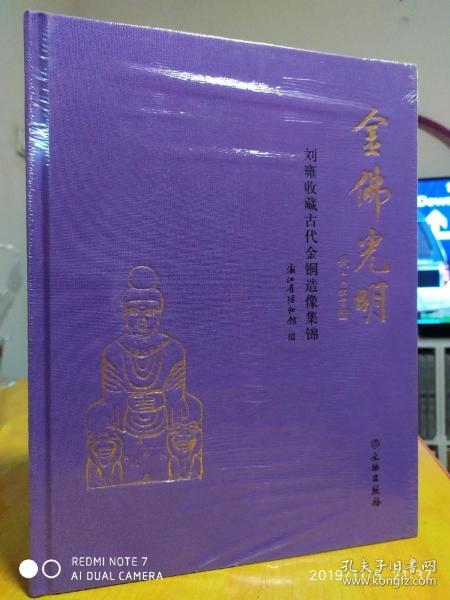 金佛光明
刘雍收藏古代金铜造像集锦
浙江省博物馆 编
文物出版社
Dow
REDMI NOTE 7
AI DUAL CAMERA
孔夫子旧书网
www.kongfz.com